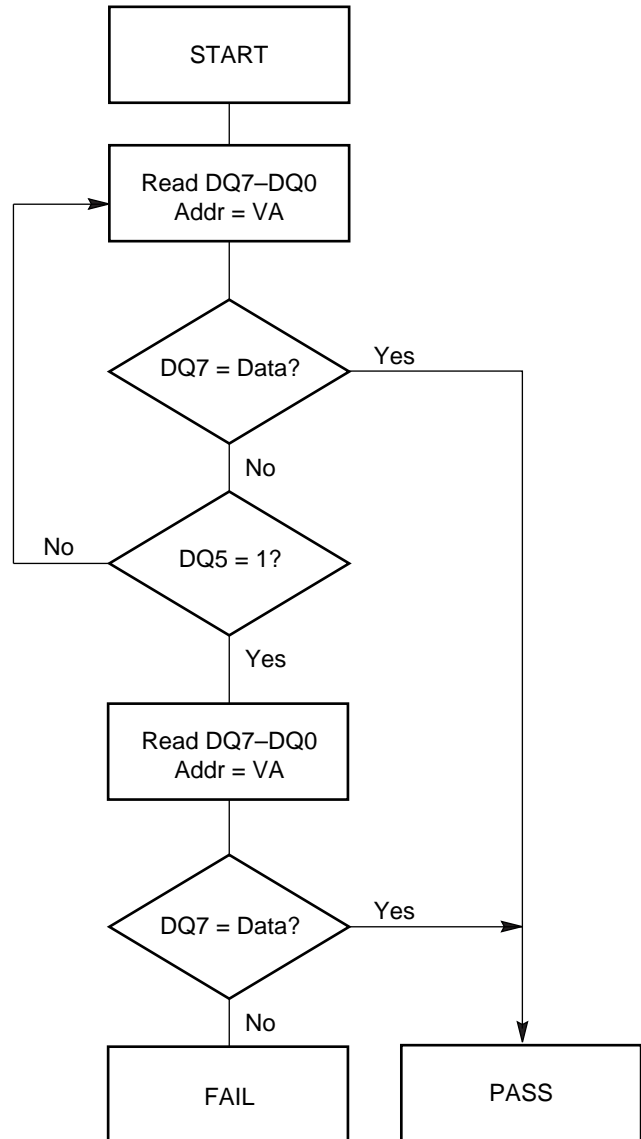 START
Read DQ7–DQ0
Addr = VA
DQ7 = Data?
Yes
No
No
DQ5 = 1?
Yes
Read DQ7–DQ0
Addr = VA
DQ7 = Data?
Yes
No
FAIL
PASS